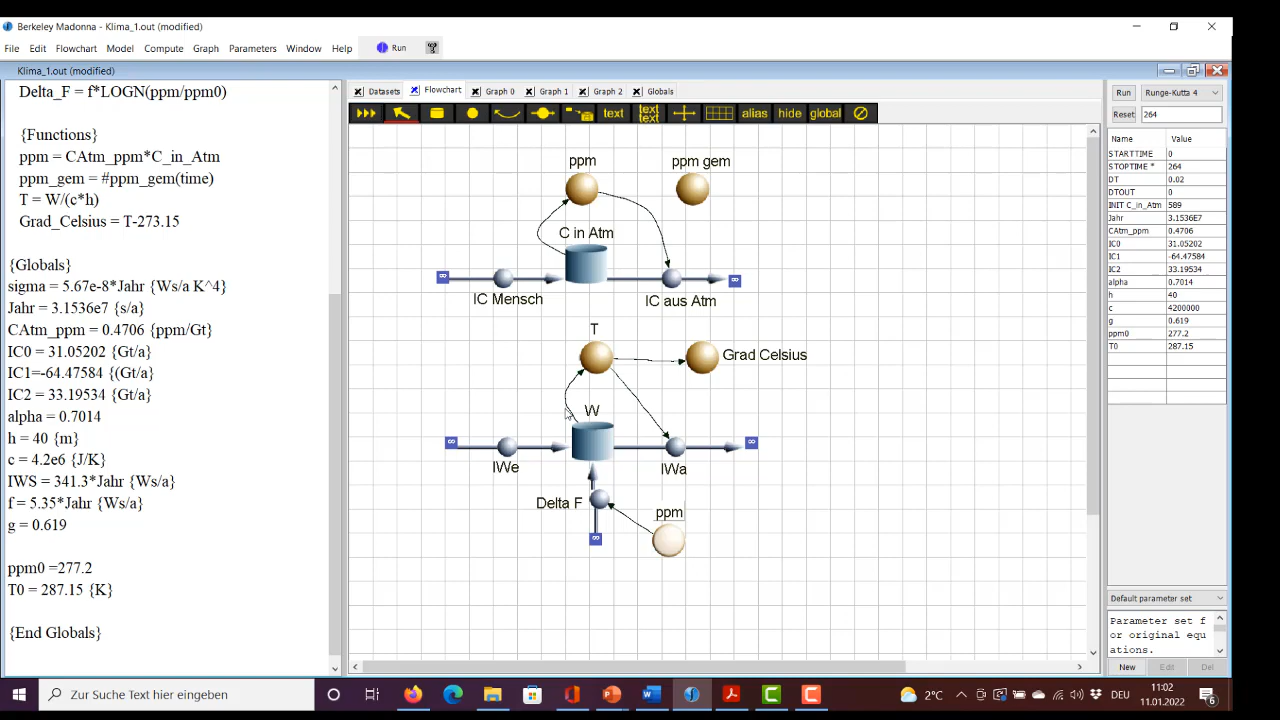 Berkeley Madonna - Klima_1.out (modified)
File Edit Flowchart Model Compute Graph Parameters Window Help Run
Klima_1.out (modified)
Delta_F = f*LOGN(ppm/ppm0)
{Functions}
ppm = CAtm_ppm*C_in_Atm
ppm_gem = #ppm_gem(time)
T = W/(c*h)
Grad_Celsius = T-273.15
{Globals}
sigma = 5.67e-8*Jahr {Ws/a K^4}
Jahr = 3.1536e7 {s/a}
CAtm_ppm = 0.4706 {ppm/Gt}
IC0 = 31.05202 {Gt/a}
IC1=-64.47584 {(Gt/a}
IC2 = 33.19534 {Gt/a}
alpha = 0.7014
h = 40 {m}
c = 4.2e6 {J/K}
IWS = 341.3*Jahr {Ws/a}
f = 5.35*Jahr {Ws/a}
g = 0.619
ppm0 =277.2
T0 = 287.15 {K}
{End Globals}
Datasets Flowchart Graph 0 Graph 1 Graph 2 Globals
text text text alias hide global
ppm ppm gem
C in Atm
IC Mensch IC aus Atm
T
Grad Celsius
W
IWe IWa
Delta F
ppm
Run Runge-Kutta 4
Reset 264
Name Value
STARTTIME 0
STOPTIME * 264
DT 0.02
DTOUT 0
INIT C_in_Atm 589
Jahr 3.1536E7
CAtm_ppm 0.4706
IC0 31.05202
IC1 -64.47584
IC2 33.19534
alpha 0.7014
h 40
c 4200000
g 0.619
ppm0 277.2
T0 287.15
Default parameter set
Parameter set f
or original equ
ations.
New Edit Del
Zur Suche Text hier eingeben
2°C DEU 11:02
11.01.2022 6